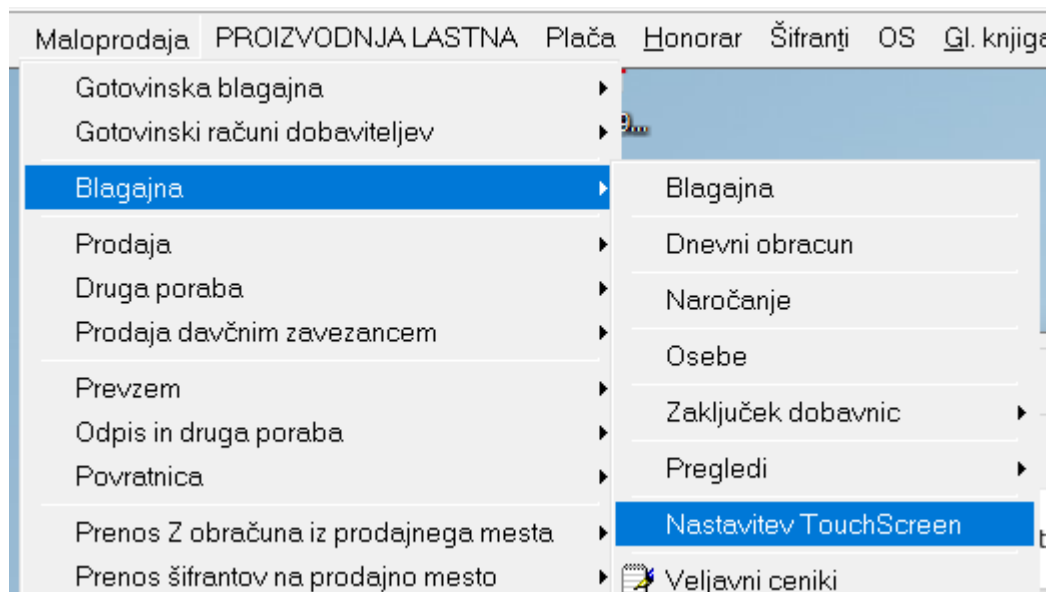 Maloprodaja PROIZVODNJA LASTNA Plača Honorar Šifranti OS Gl. knjiga
Gotovinska blagajna
Gotovinski računi dobaviteljev
Blagajna
Prodaja
Druga poraba
Prodaja davčnim zavezancem
Prevzem
Odpis in druga poraba
Povratnica
Prenos Z obračuna iz prodajnega mesta
Prenos šifrantov na prodajno mesto
Blagajna
Dnevni obracun
Naročanje
Osebe
Zaključek dobavnic
Pregledi
Nastavitev TouchScreen
Veljavni ceniki